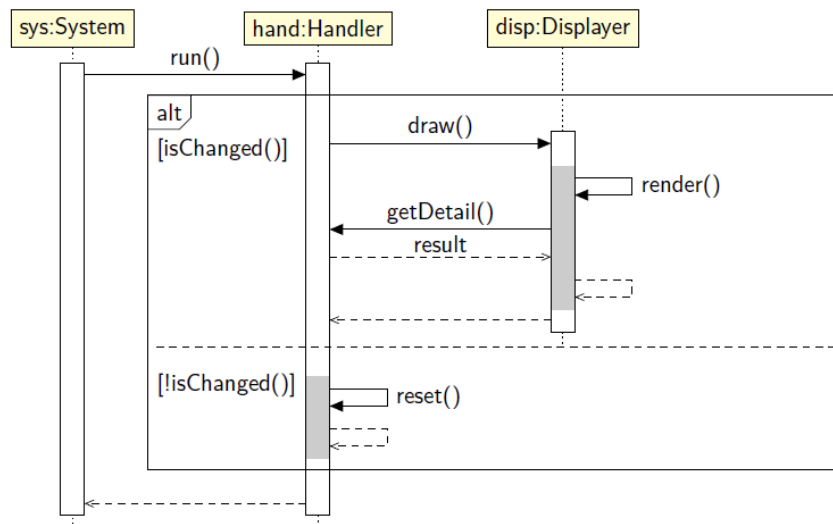 sys:System
hand:Handler
disp:Displayer
run()
alt
draw()
[isChanged()]
render()
getDetail()
result
[!isChanged()]
reset()